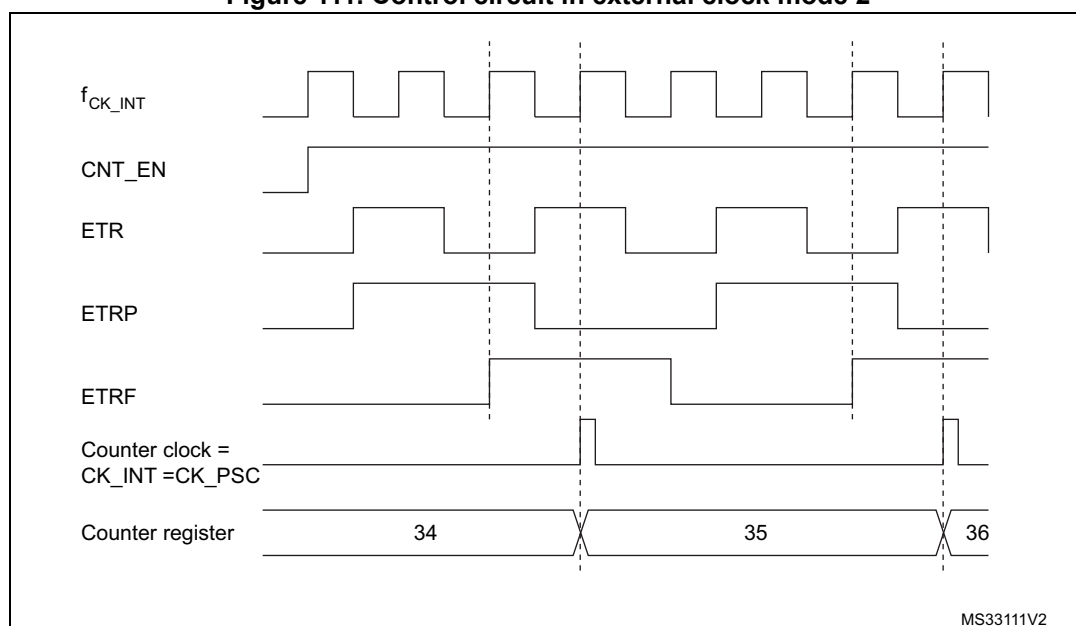 Figure 111. Control circuit in external clock mode 2
fCK_INT
CNT_EN
ETR
ETRP
ETRF
Counter clock =
CK_INT =CK_PSC
Counter register
34
35
36
MS33111V2